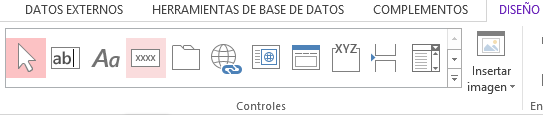 DATOS EXTERNOS HERRAMIENTAS DE BASE DE DATOS COMPLEMENTOS DISEÑO
ab Aa xxxx XYZ
Insertar
imagen
Controles En